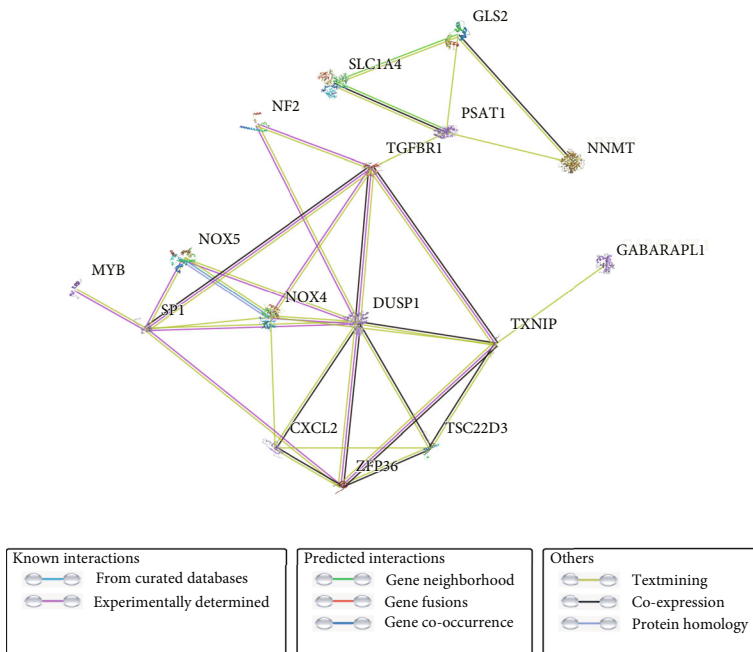 GLS2
SLC1A4
NF2
PSAT1
TGFBR1
NNMT
NOX5
GABARAPL1
MYB
NOX4
DUSP1
SP1
TXNIP
CXCL2
TSC22D3
ZFP36
Known interactions
From curated databases
Experimentally determined
Predicted interactions
Gene neighborhood
Gene fusions
Gene co-occurrence
Others
Textmining
Co-expression
Protein homology